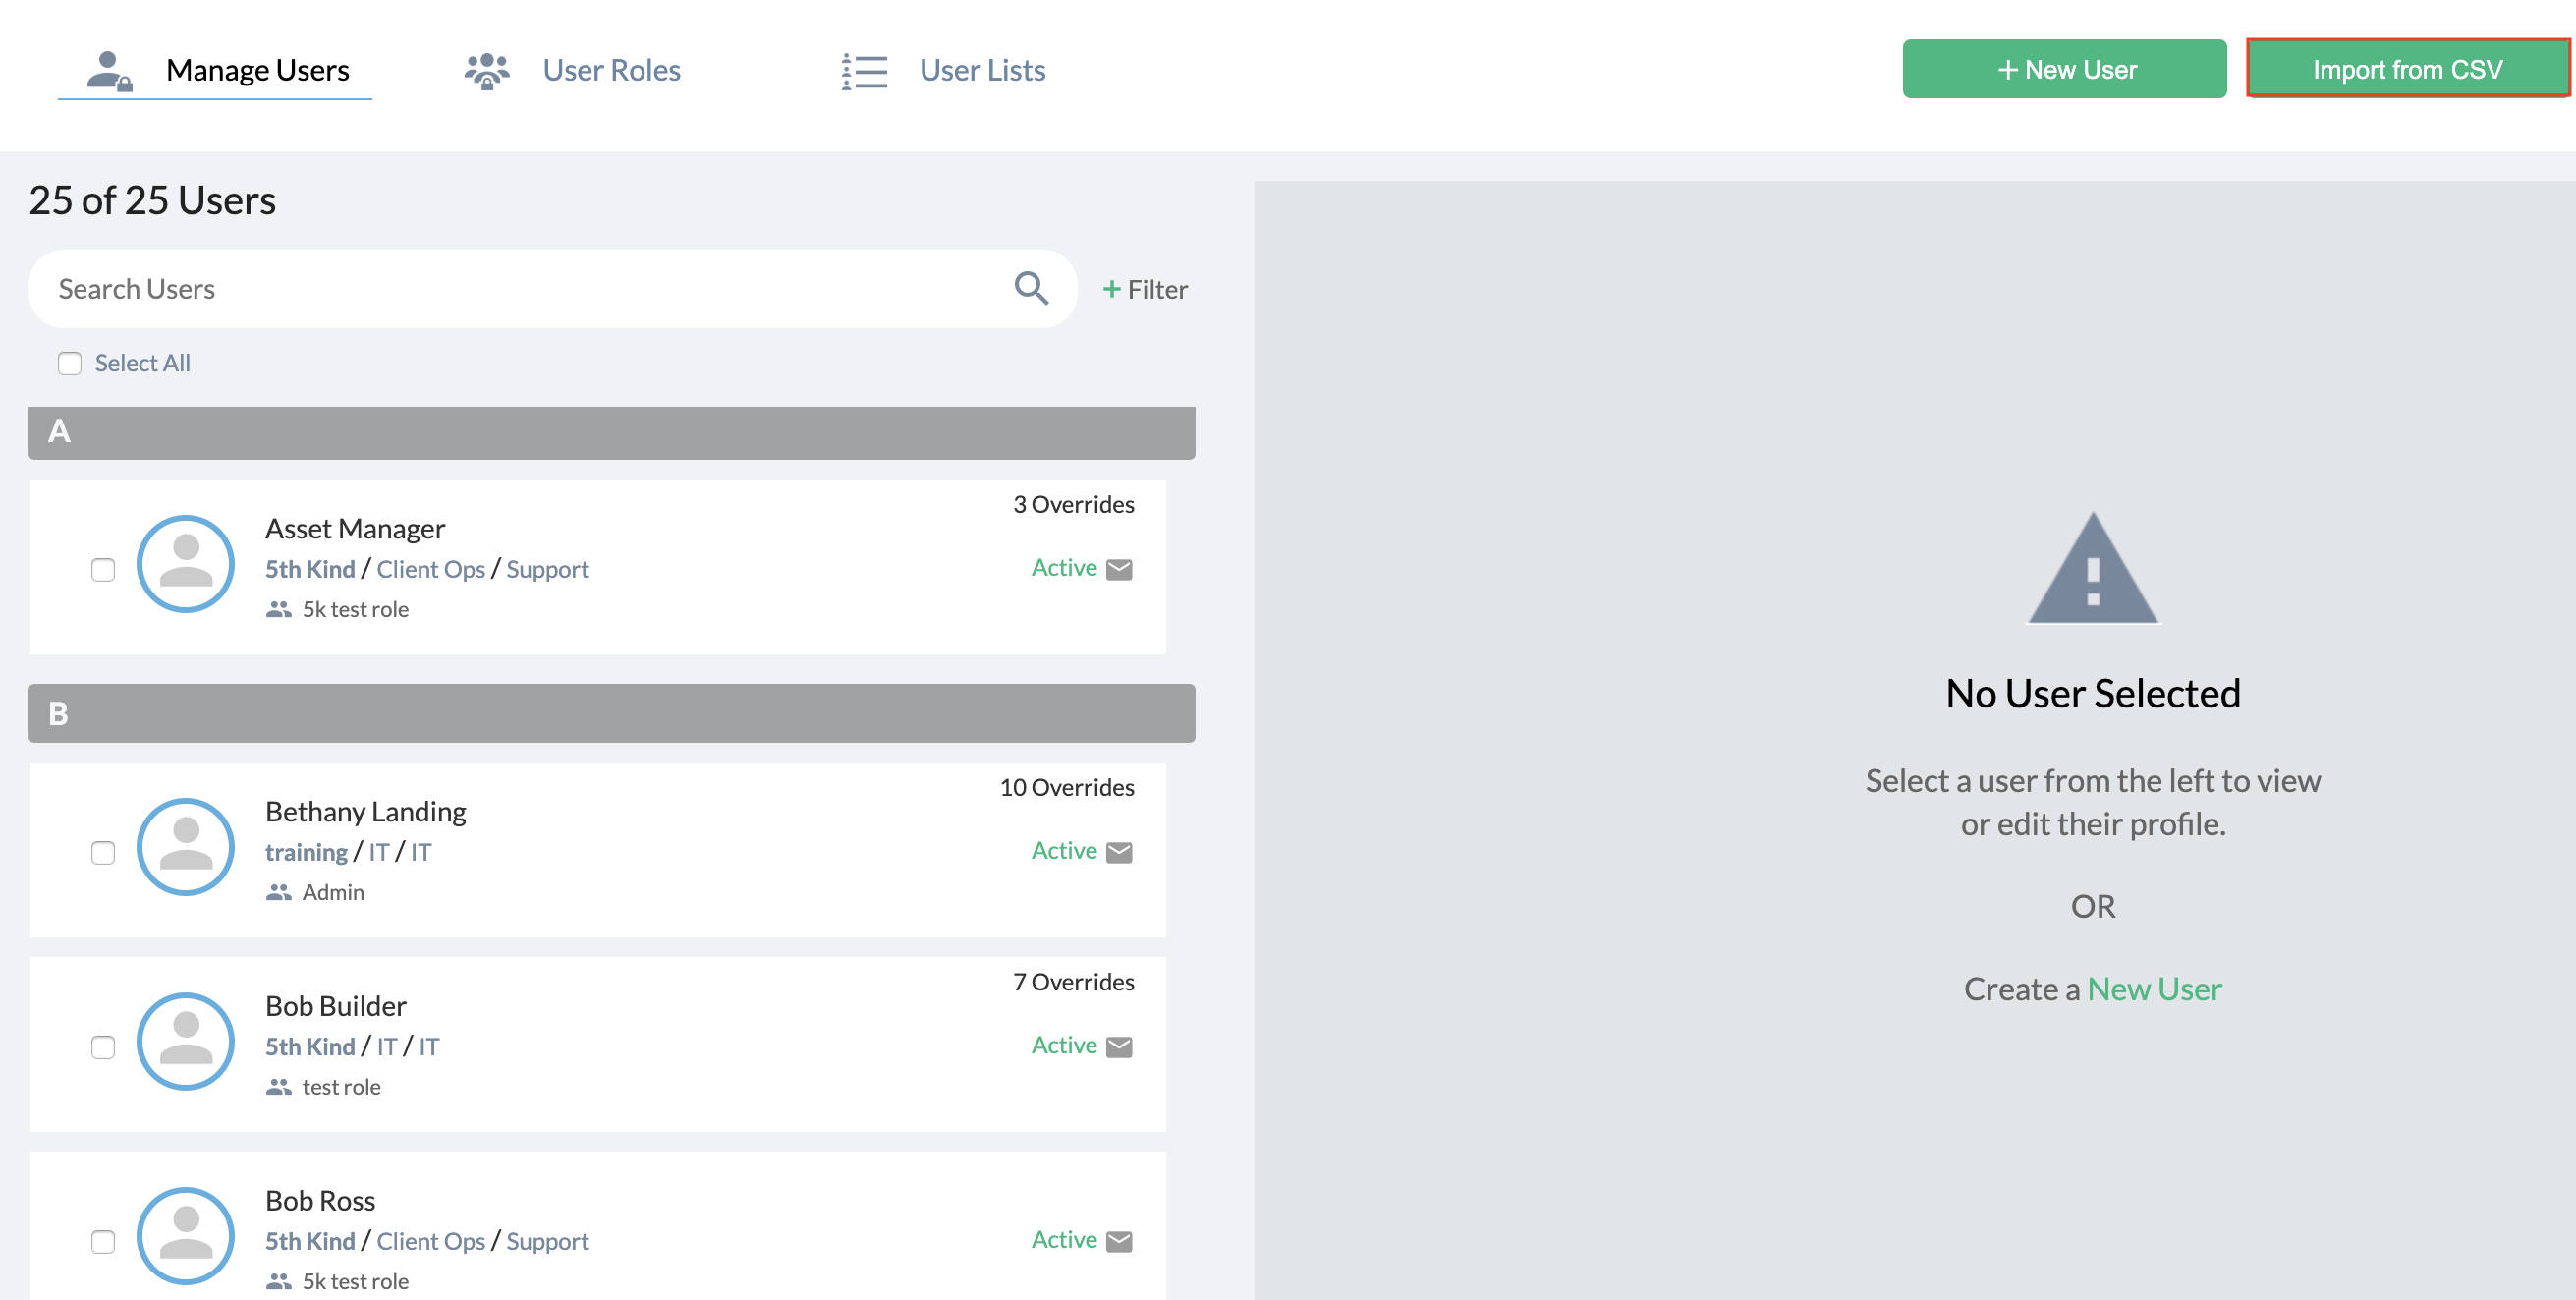 Manage Users
User Roles
User Lists
+ New User
Import from CSV
25 of 25 Users
Search Users
+ Filter
Select All
A
3 Overrides
Asset Manager
5th Kind / Client Ops / Support
Active
5k test role
B
10 Overrides
Bethany Landing
training / IT / IT
Active
Admin
7 Overrides
Bob Builder
5th Kind / IT / IT
Active
test role
Bob Ross
5th Kind / Client Ops / Support
Active
5k test role
No User Selected
Select a user from the left to view
or edit their profile.
OR
Create a New User